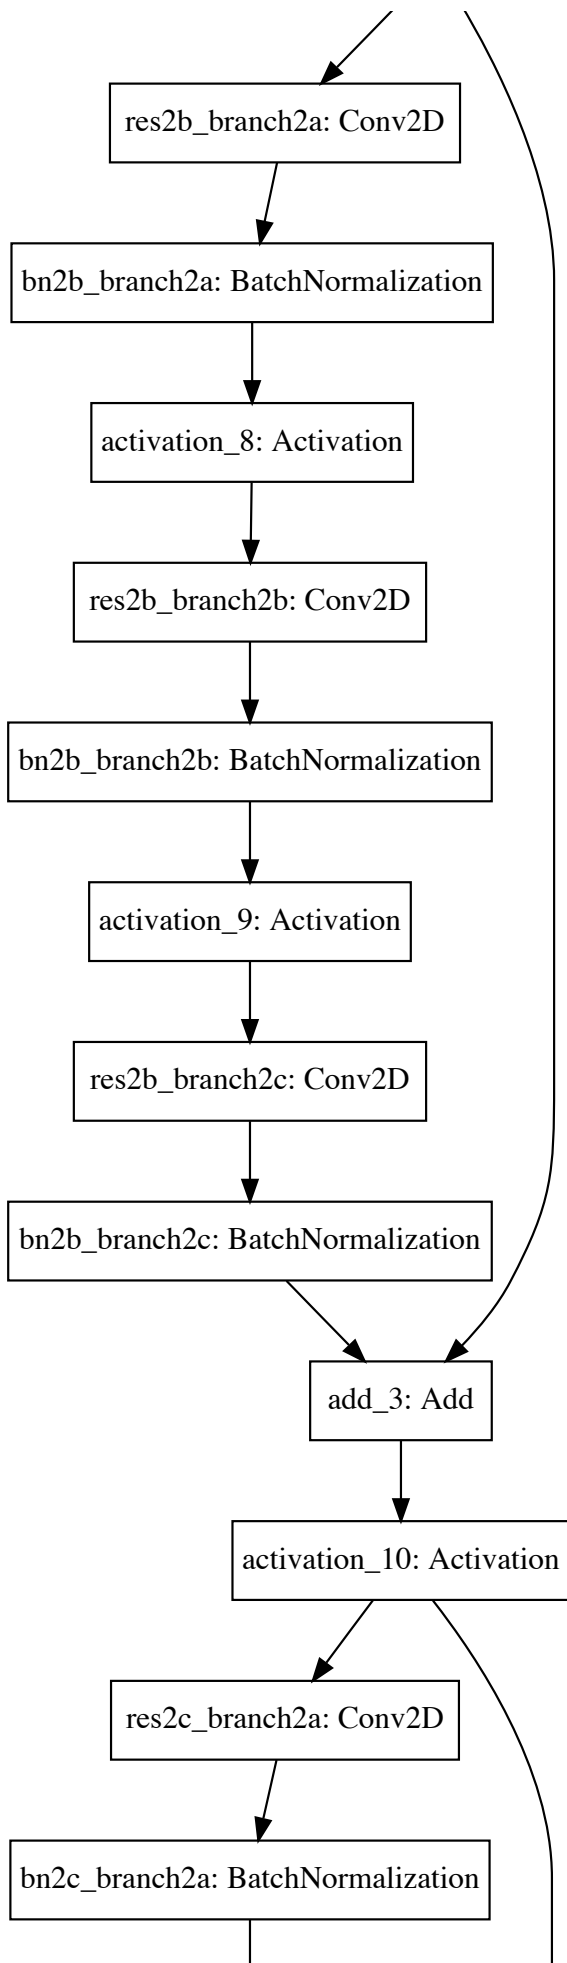 res2b_branch2a: Conv2D
bn2b_branch2a: BatchNormalization
activation_8: Activation
res2b_branch2b: Conv2D
bn2b_branch2b: BatchNormalization
activation_9: Activation
res2b_branch2c: Conv2D
bn2b_branch2c: BatchNormalization
add_3: Add
activation_10: Activation
res2c_branch2a: Conv2D
bn2c_branch2a: BatchNormalization